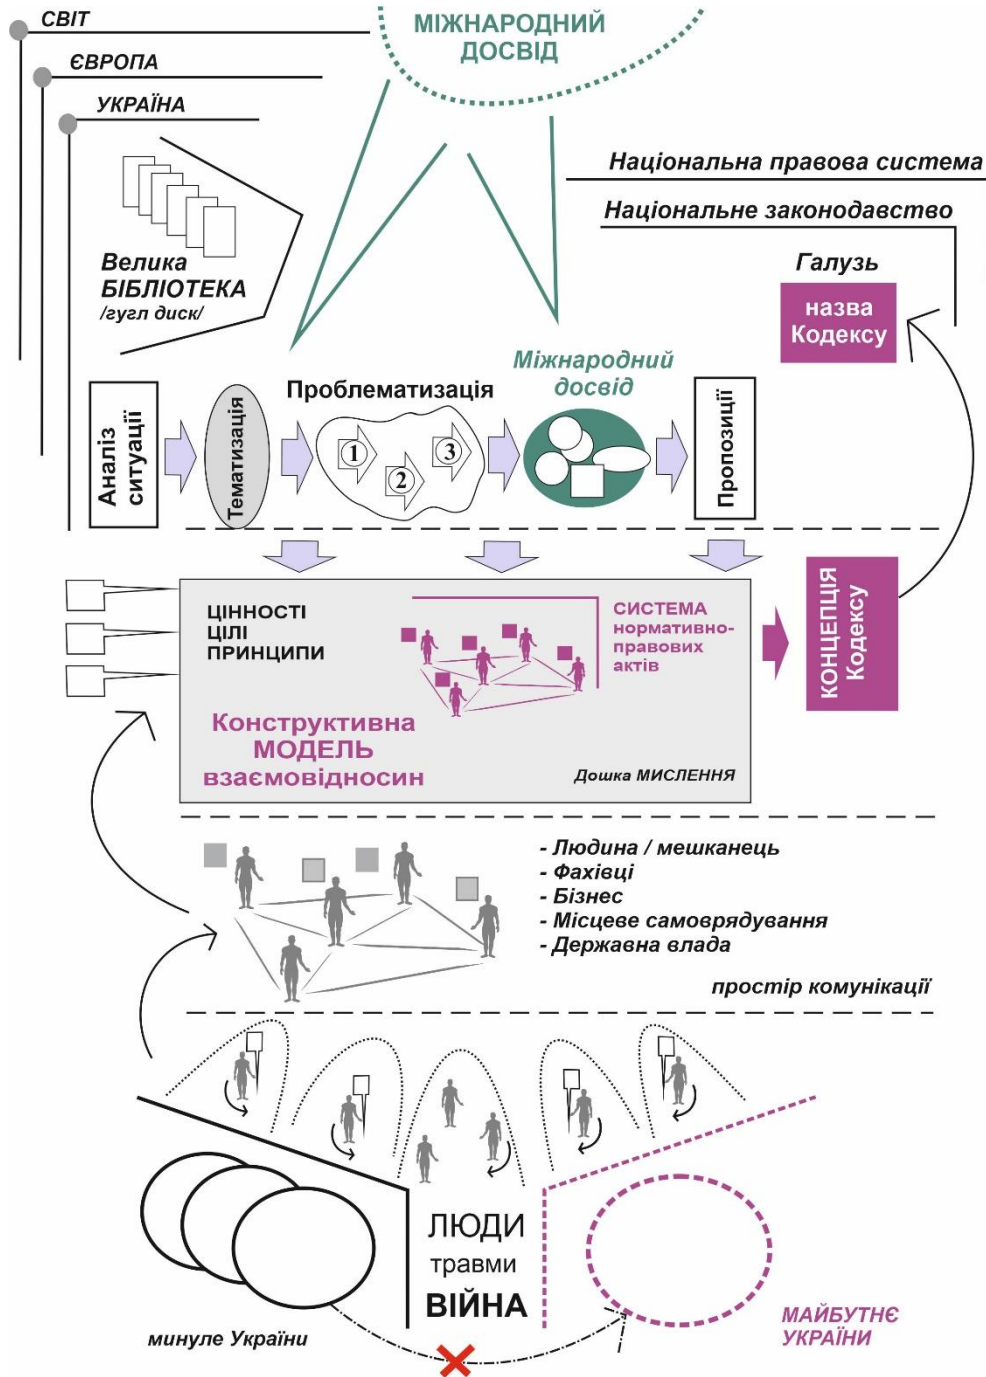 СВІТ
ЄВРОПА
УКРАЇНА
МІЖНАРОДНИЙ
ДОСВІД
Національна правова система
Національне законодавство
Галузь
назва
Кодексу
Велика
БІБЛІОТЕКА
/гугл диск/
Аналіз
ситуації
Тематизація
Проблематизація
1
2
3
Міжнародний
досвід
Пропозиції
ЦІННОСТІ
ЦІЛІ
ПРИНЦИПИ
СИСТЕМА
нормативно-
правових
актів
Конструктивна
МОДЕЛЬ
взаємовідносин
Дошка МИСЛЕННЯ
КОНЦЕПЦІЯ
Кодексу
- Людина / мешканець
- Фахівці
- Бізнес
- Місцеве самоврядування
- Державна влада
простір комунікації
ЛЮДИ
травми
ВІЙНА
минуле України
МАЙБУТНЄ
УКРАЇНИ